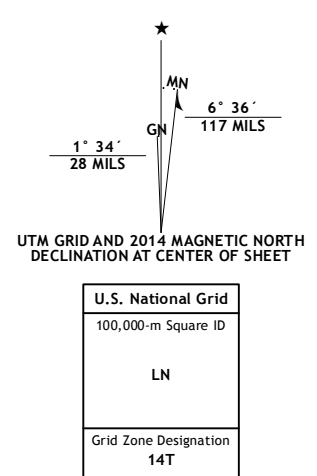 ★
MN
6° 36´
117 MILS
GN
1° 34´
28 MILS
UTM GRID AND 2014 MAGNETIC NORTH
DECLINATION AT CENTER OF SHEET
U.S. National Grid
100,000-m Square ID
LN
Grid Zone Designation
14T